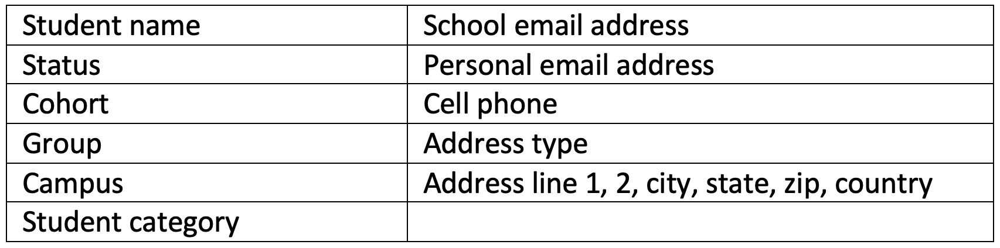 Student name
School email address
Status
Personal email address
Cohort
Cell phone
Group
Address type
Campus
Address line 1, 2, city, state, zip, country
Student category